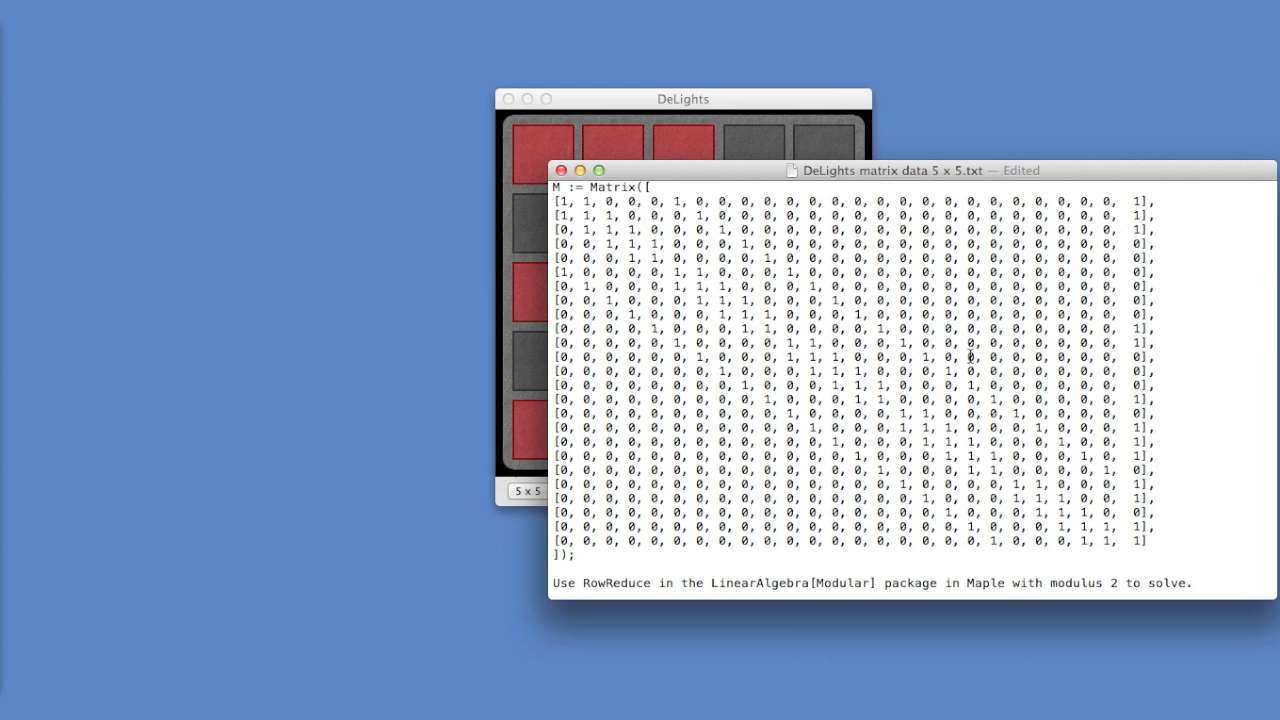 DeLights
DeLights matrix data 5 x 5.txt — Edited
M := Matrix([
[1, 1, 0, 0, 0, 1, 0, 0, 0, 0, 0, 0, 0, 0, 0, 0, 0, 0, 0, 0, 0, 0, 0, 0, 0,  1],
[1, 1, 1, 0, 0, 0, 1, 0, 0, 0, 0, 0, 0, 0, 0, 0, 0, 0, 0, 0, 0, 0, 0, 0, 0,  1],
[0, 1, 1, 1, 0, 0, 0, 1, 0, 0, 0, 0, 0, 0, 0, 0, 0, 0, 0, 0, 0, 0, 0, 0, 0,  1],
[0, 0, 1, 1, 1, 0, 0, 0, 1, 0, 0, 0, 0, 0, 0, 0, 0, 0, 0, 0, 0, 0, 0, 0, 0,  0],
[0, 0, 0, 1, 1, 0, 0, 0, 0, 1, 0, 0, 0, 0, 0, 0, 0, 0, 0, 0, 0, 0, 0, 0, 0,  0],
[1, 0, 0, 0, 0, 1, 1, 0, 0, 0, 1, 0, 0, 0, 0, 0, 0, 0, 0, 0, 0, 0, 0, 0, 0,  0],
[0, 1, 0, 0, 0, 1, 1, 1, 0, 0, 0, 1, 0, 0, 0, 0, 0, 0, 0, 0, 0, 0, 0, 0, 0,  0],
[0, 0, 1, 0, 0, 0, 1, 1, 1, 0, 0, 0, 1, 0, 0, 0, 0, 0, 0, 0, 0, 0, 0, 0, 0,  0],
[0, 0, 0, 1, 0, 0, 0, 1, 1, 1, 0, 0, 0, 1, 0, 0, 0, 0, 0, 0, 0, 0, 0, 0, 0,  0],
[0, 0, 0, 0, 1, 0, 0, 0, 1, 1, 0, 0, 0, 0, 1, 0, 0, 0, 0, 0, 0, 0, 0, 0, 0,  1],
[0, 0, 0, 0, 0, 1, 0, 0, 0, 0, 1, 1, 0, 0, 0, 1, 0, 0, 0, 0, 0, 0, 0, 0, 0,  1],
[0, 0, 0, 0, 0, 0, 1, 0, 0, 0, 1, 1, 1, 0, 0, 0, 1, 0, 0, 0, 0, 0, 0, 0, 0,  0],
[0, 0, 0, 0, 0, 0, 0, 1, 0, 0, 0, 1, 1, 1, 0, 0, 0, 1, 0, 0, 0, 0, 0, 0, 0,  0],
[0, 0, 0, 0, 0, 0, 0, 0, 1, 0, 0, 0, 1, 1, 1, 0, 0, 0, 1, 0, 0, 0, 0, 0, 0,  0],
[0, 0, 0, 0, 0, 0, 0, 0, 0, 1, 0, 0, 0, 1, 1, 0, 0, 0, 0, 1, 0, 0, 0, 0, 0,  1],
[0, 0, 0, 0, 0, 0, 0, 0, 0, 0, 1, 0, 0, 0, 0, 1, 1, 0, 0, 0, 1, 0, 0, 0, 0,  0],
[0, 0, 0, 0, 0, 0, 0, 0, 0, 0, 0, 1, 0, 0, 0, 1, 1, 1, 0, 0, 0, 1, 0, 0, 0,  1],
[0, 0, 0, 0, 0, 0, 0, 0, 0, 0, 0, 0, 1, 0, 0, 0, 1, 1, 1, 0, 0, 0, 1, 0, 0,  1],
[0, 0, 0, 0, 0, 0, 0, 0, 0, 0, 0, 0, 0, 1, 0, 0, 0, 1, 1, 1, 0, 0, 0, 1, 0,  1],
[0, 0, 0, 0, 0, 0, 0, 0, 0, 0, 0, 0, 0, 0, 1, 0, 0, 0, 1, 1, 0, 0, 0, 0, 1,  0],
[0, 0, 0, 0, 0, 0, 0, 0, 0, 0, 0, 0, 0, 0, 0, 1, 0, 0, 0, 0, 1, 1, 0, 0, 0,  1],
[0, 0, 0, 0, 0, 0, 0, 0, 0, 0, 0, 0, 0, 0, 0, 0, 1, 0, 0, 0, 1, 1, 1, 0, 0,  1],
[0, 0, 0, 0, 0, 0, 0, 0, 0, 0, 0, 0, 0, 0, 0, 0, 0, 1, 0, 0, 0, 1, 1, 1, 0,  0],
[0, 0, 0, 0, 0, 0, 0, 0, 0, 0, 0, 0, 0, 0, 0, 0, 0, 0, 1, 0, 0, 0, 1, 1, 1,  1],
[0, 0, 0, 0, 0, 0, 0, 0, 0, 0, 0, 0, 0, 0, 0, 0, 0, 0, 0, 1, 0, 0, 0, 1, 1,  1]
]);
Use RowReduce in the LinearAlgebra[Modular] package in Maple with modulus 2 to solve.
5 x 5